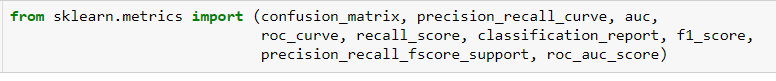 from sklearn.metrics import (confusion_matrix, precision_recall_curve, auc,
roc_curve, recall_score, classification_report, f1_score,
precision_recall_fscore_support, roc_auc_score)